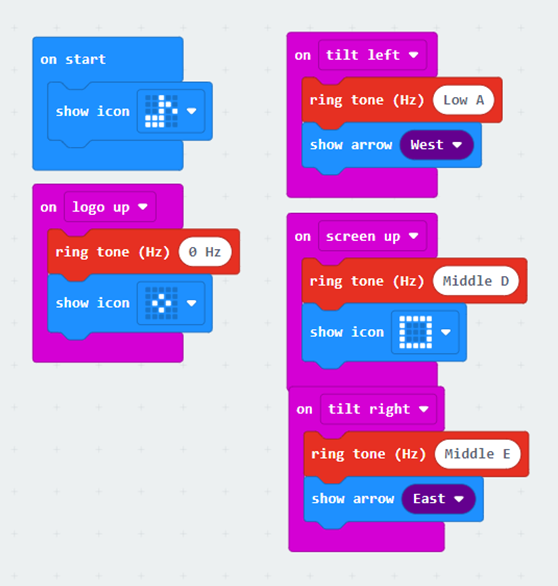 on start
show icon
on logo up
ring tone (Hz) 0 Hz
show icon
on tilt left
ring tone (Hz) Low A
show arrow West
on screen up
ring tone (Hz) Middle D
show icon
on tilt right
ring tone (Hz) Middle E
show arrow East